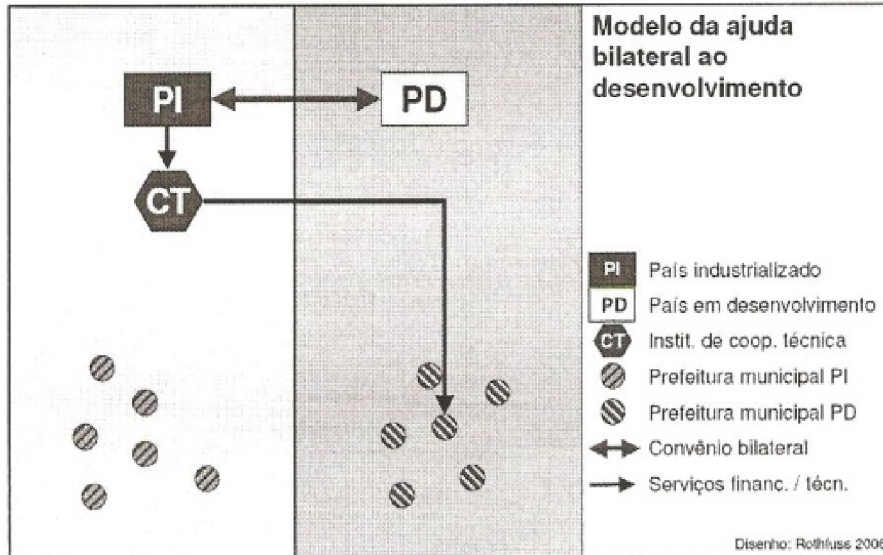 Modelo da ajuda
bilateral ao
desenvolvimento
PI
PD
CT
PI País industrializado
PD País em desenvolvimento
CT Instit. de coop. técnica
Prefeitura municipal PI
Prefeitura municipal PD
Convênio bilateral
Serviços financ. / técn.
Disenho: Rothfuss 2006